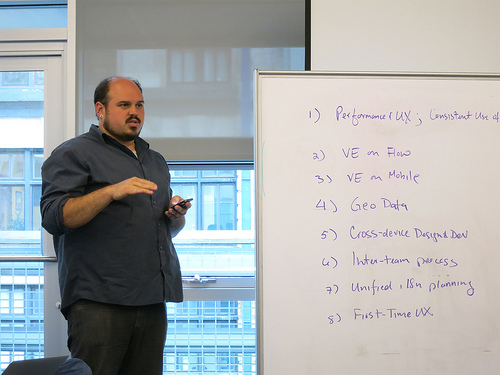 1) Performance / UX ; Consistant Use of
2) VE on Flow
3) VE on Mobile
4) Geo Data
5) Cross-device Design & Dev
6) Inter-team process
7) Unified i18n planning
8) First-Time UX